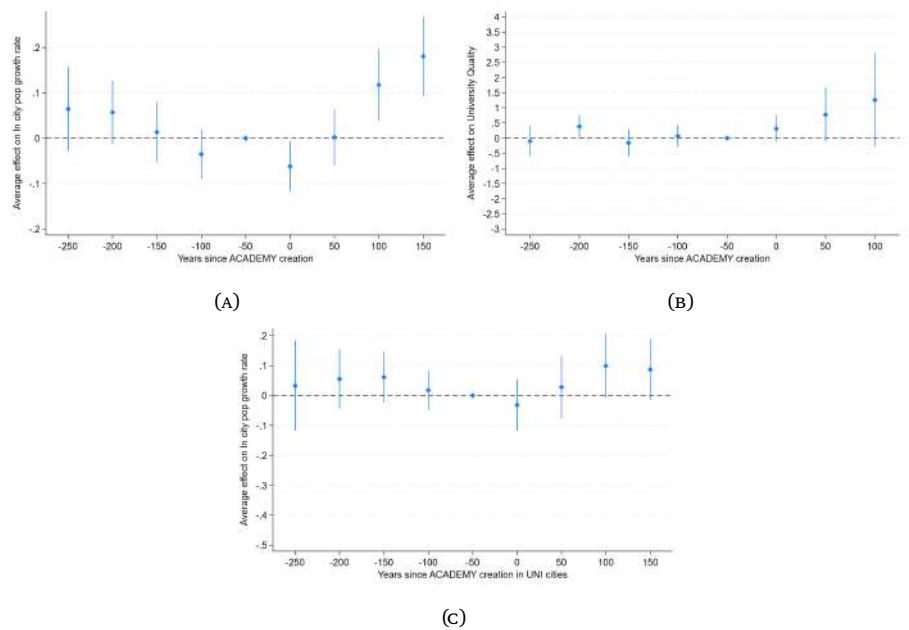 Average effect on ln city pop growth rate
.2
.1
0
-.1
-.2
-250 -200 -150 -100 -50 0 50 100 150
Years since ACADEMY creation
(A)
Average effect on University Quality
4
3.5
3
2.5
2
1.5
1
.5
0
-.5
-1
-1.5
-2
-2.5
-3
-250 -200 -150 -100 -50 0 50 100
Years since ACADEMY creation
(B)
Average effect on ln city pop growth rate
.2
.1
0
-.1
-.2
-.3
-.4
-.5
-250 -200 -150 -100 -50 0 50 100 150
Years since ACADEMY creation in UNI cities
(C)